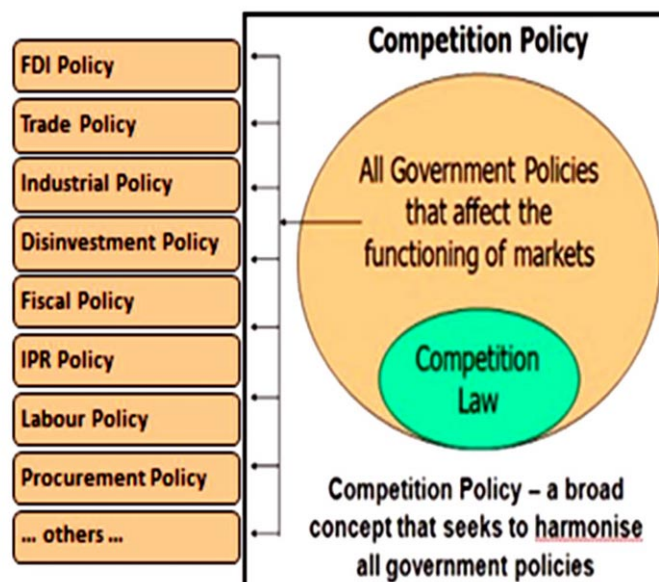 FDI Policy
Trade Policy
Industrial Policy
Disinvestment Policy
Fiscal Policy
IPR Policy
Labour Policy
Procurement Policy
... others ...
Competition Policy
All Government Policies
that affect the
functioning of markets
Competition
Law
Competition Policy – a broad
concept that seeks to harmonise
all government policies